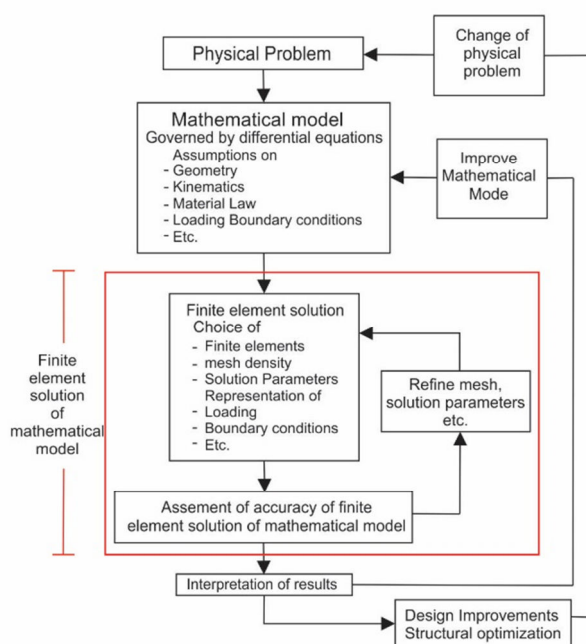 Physical Problem
Change of
physical
problem
Mathematical model
Governed by differential equations
Assumptions on
- Geometry
- Kinematics
- Material Law
- Loading Boundary conditions
- Etc.
Improve
Mathematical
Mode
Finite
element
solution
of
mathematical
model
Finite element solution
Choice of
- Finite elements
- mesh density
- Solution Parameters
Representation of
- Loading
- Boundary conditions
- Etc.
Refine mesh,
solution parameters
etc.
Assement of accuracy of finite
element solution of mathematical model
Interpretation of results
Design Improvements
Structural optimization